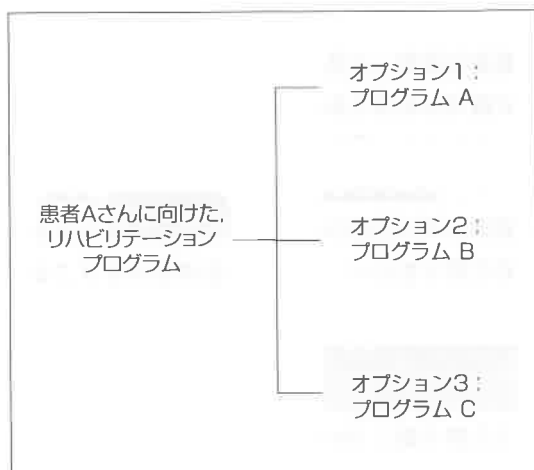 オプション1:
プログラム A
患者Aさんに向けた,
リハビリテーション
プログラム
オプション2:
プログラム B
オプション3:
プログラム C